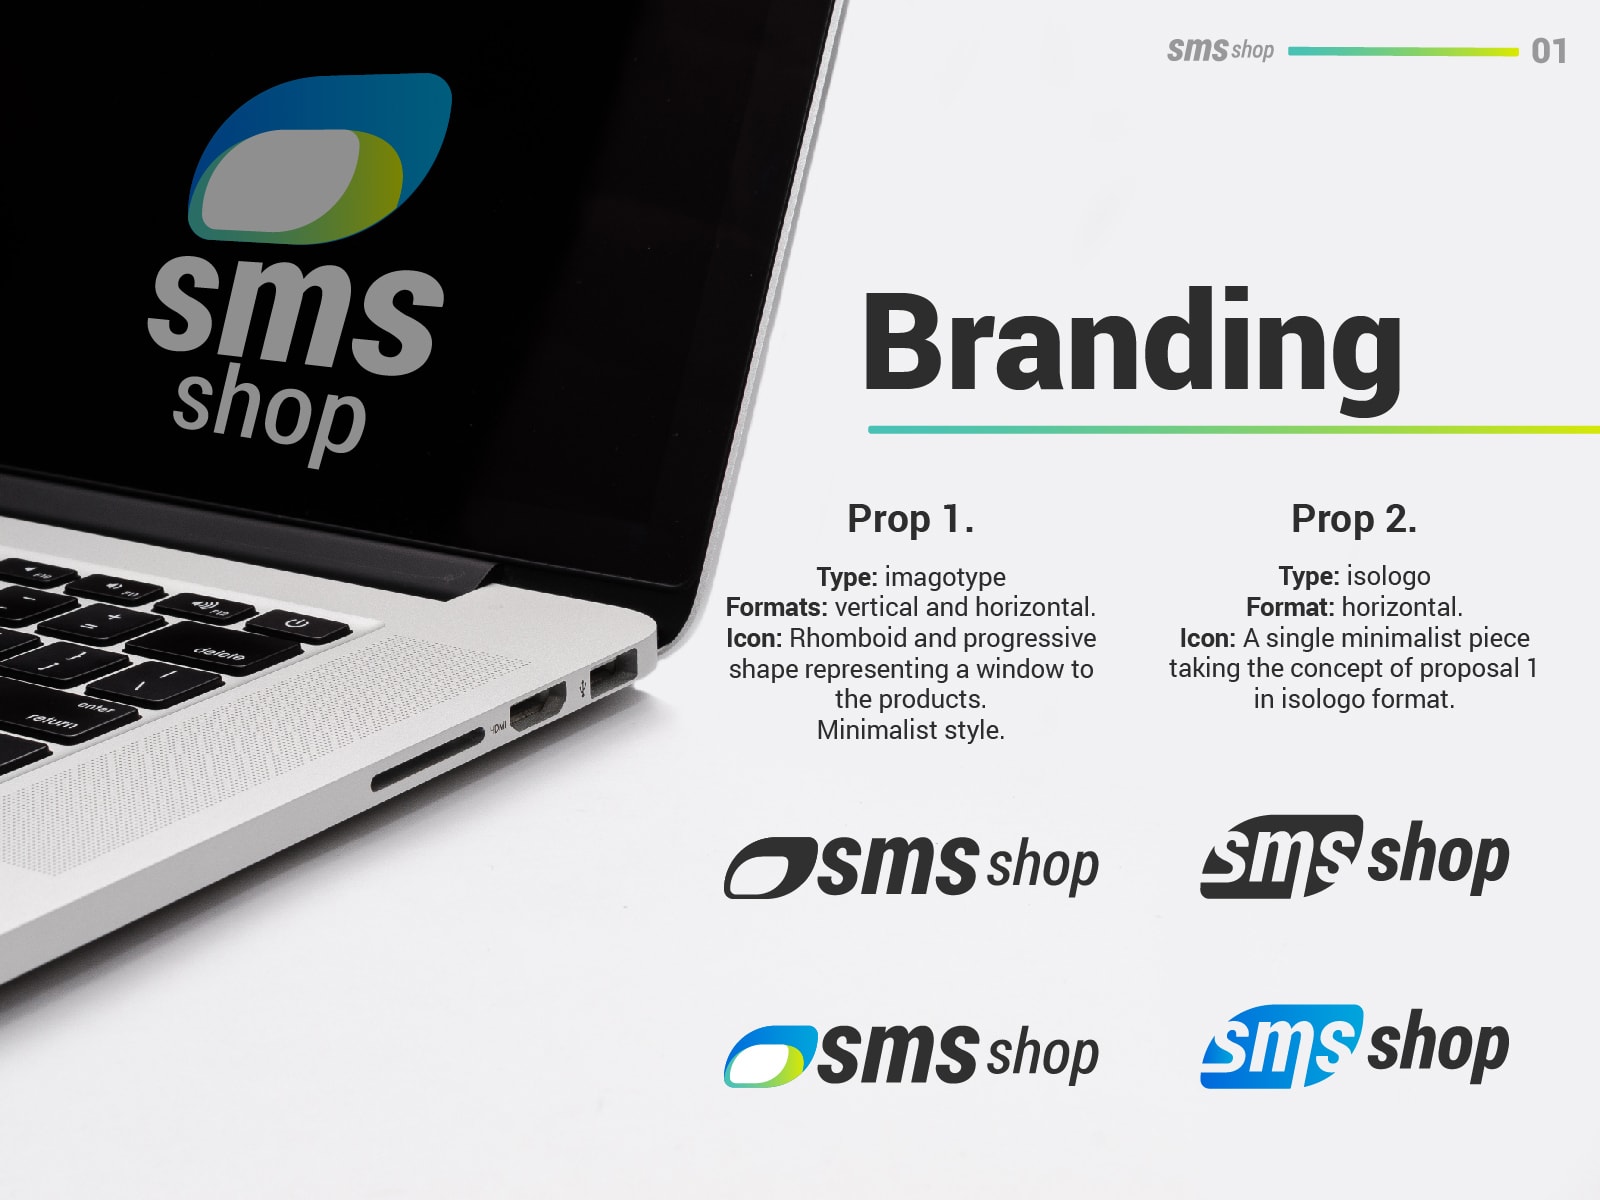 sms shop 01
sms
shop
Branding
Prop 1.
Type: imagotype
Formats: vertical and horizontal.
Icon: Rhomboid and progressive
shape representing a window to
the products.
Minimalist style.
Prop 2.
Type: isologo
Format: horizontal.
Icon: A single minimalist piece
taking the concept of proposal 1
in isologo format.
sms shop
sms shop
sms shop
sms shop
delete
enter
return
HDMI